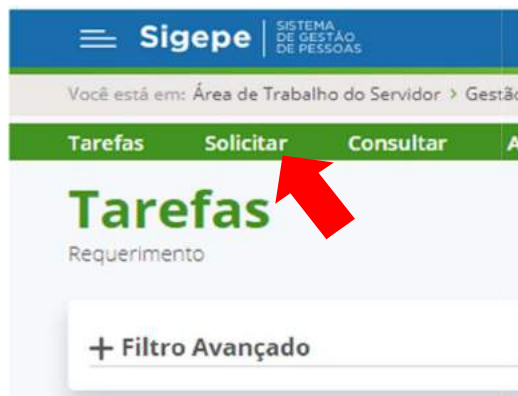 Sigepe
SISTEMA
DE GESTÃO
DE PESSOAS
Você está em: Área de Trabalho do Servidor > Gestão
Tarefas Solicitar Consultar A
Tarefas
Requerimento
+ Filtro Avançado